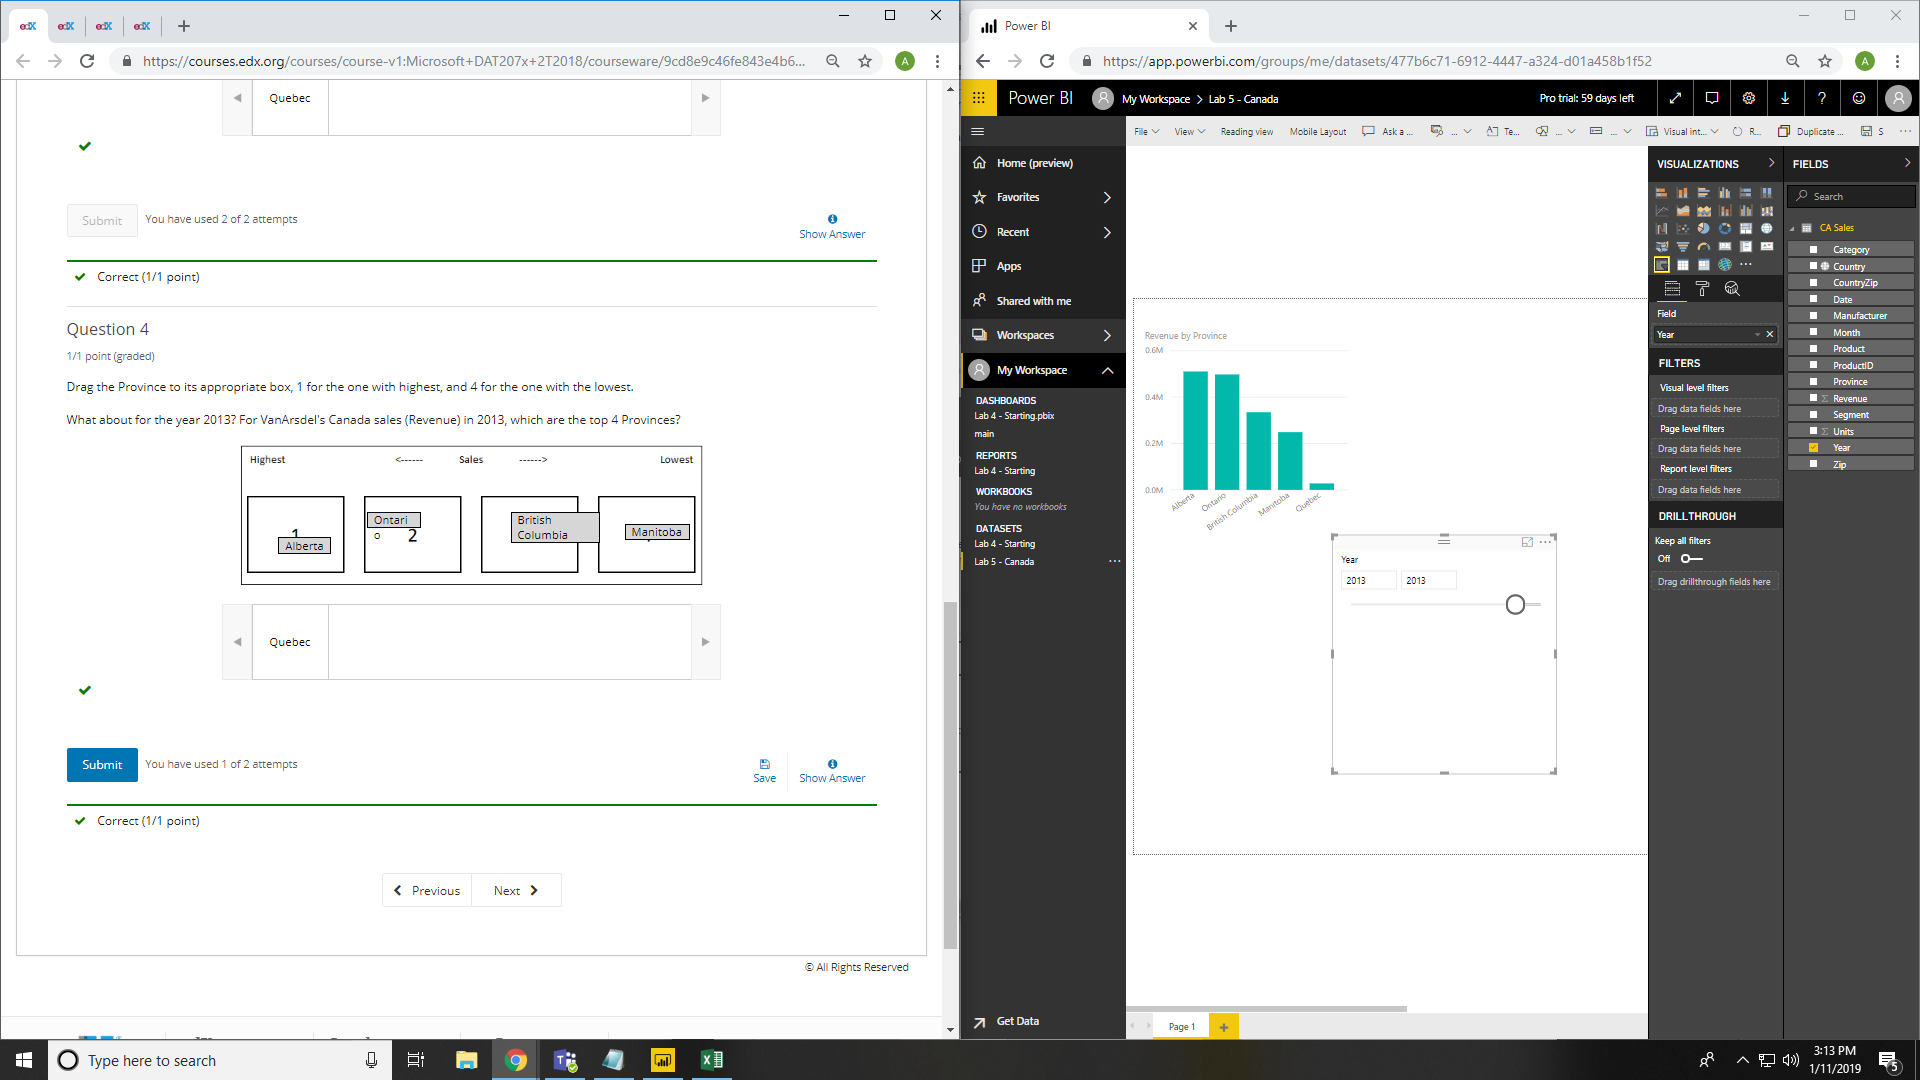 edX
edX
edX
edX
https://courses.edx.org/courses/course-v1:Microsoft+DAT207x+2T2018/courseware/9cd8e9c46fe843e4b6...
A
Quebec
Submit
You have used 2 of 2 attempts
Show Answer
Correct (1/1 point)
Question 4
1/1 point (graded)
Drag the Province to its appropriate box, 1 for the one with highest, and 4 for the one with the lowest.
What about for the year 2013? For VanArsdel's Canada sales (Revenue) in 2013, which are the top 4 Provinces?
Highest <------ Sales ------> Lowest
1
Alberta
Ontari
o
2
British
Columbia
Manitoba
Quebec
Submit
You have used 1 of 2 attempts
Save
Show Answer
Correct (1/1 point)
Previous
Next
© All Rights Reserved
Power BI
https://app.powerbi.com/groups/me/datasets/477b6c71-6912-4447-a324-d01a458b1f52
A
Power BI
My Workspace > Lab 5 - Canada
Pro trial: 59 days left
Home (preview)
Favorites
Recent
Apps
Shared with me
Workspaces
My Workspace
DASHBOARDS
Lab 4 - Starting.pbix
main
REPORTS
Lab 4 - Starting
WORKBOOKS
You have no workbooks
DATASETS
Lab 4 - Starting
Lab 5 - Canada
Get Data
File
View
Reading view
Mobile Layout
Ask a ...
...
Te...
...
...
Visual int...
R...
Duplicate ...
S
Revenue by Province
0.6M
0.4M
0.2M
0.0M
Alberta
Ontario
British Columbia
Manitoba
Quebec
Year
2013
2013
Page 1
VISUALIZATIONS
Field
Year
FILTERS
Visual level filters
Drag data fields here
Page level filters
Drag data fields here
Report level filters
Drag data fields here
DRILLTHROUGH
Keep all filters
Off
Drag drillthrough fields here
FIELDS
Search
CA Sales
Category
Country
CountryZip
Date
Manufacturer
Month
Product
ProductID
Province
Σ Revenue
Segment
Σ Units
Year
Zip
Type here to search
3:13 PM
1/11/2019
5